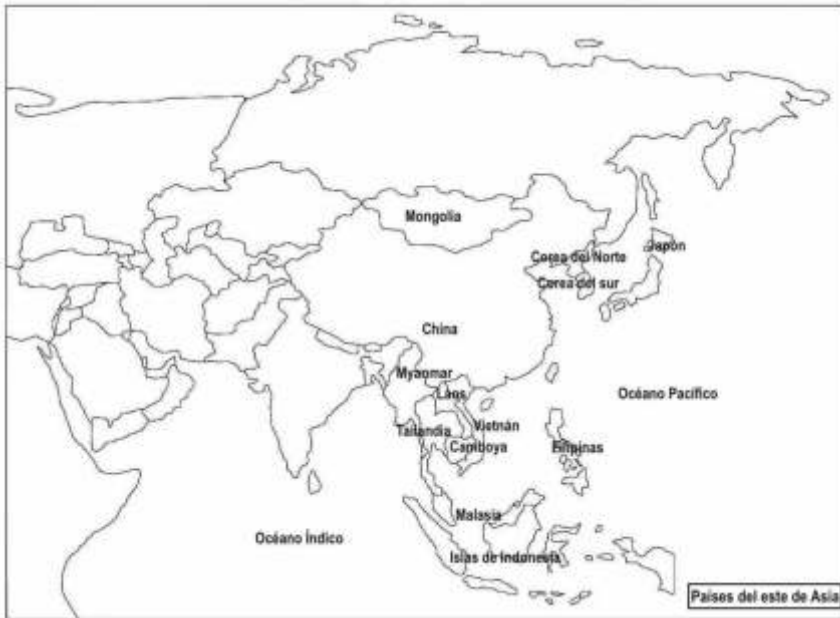 Mongolia
Japón
Corea del Norte
Corea del sur
China
Myanmar
Laos
Océano Pacífico
Vietnán
Tailandia
Camboya
Filipinas
Malasia
Océano Índico
Islas de Indonesia
Países del este de Asia